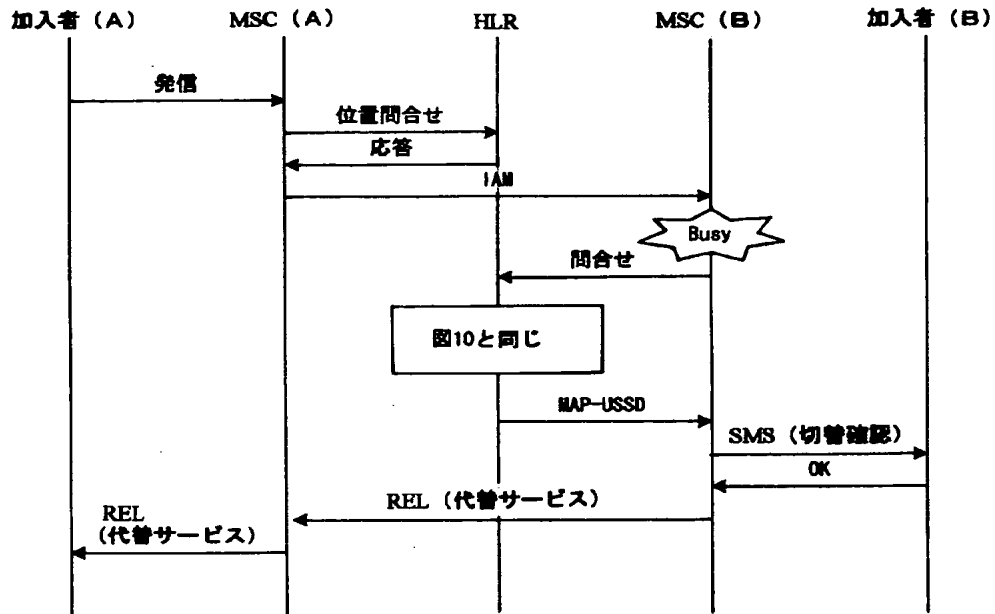 加入者（A） MSC（A） HLR MSC（B） 加入者（B）
発信
位置問合せ
応答
IAM
Busy
問合せ
図10と同じ
MAP-USSD
SMS（切替確認）
OK
REL（代替サービス）
REL
（代替サービス）